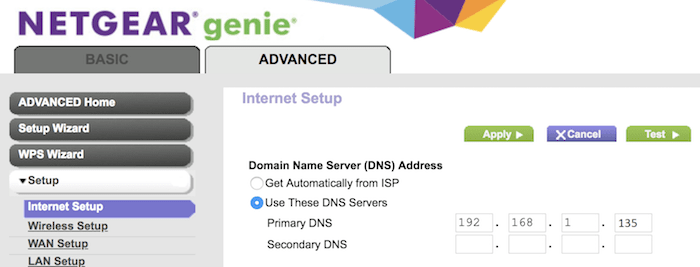 NETGEAR® genie®
BASIC
ADVANCED
ADVANCED Home
Setup Wizard
WPS Wizard
▼Setup
Internet Setup
Wireless Setup
WAN Setup
LAN Setup
Internet Setup
Apply ▶
X Cancel
Test ▶
Domain Name Server (DNS) Address
Get Automatically from ISP
Use These DNS Servers
Primary DNS 192 . 168 . 1 . 135
Secondary DNS . . .